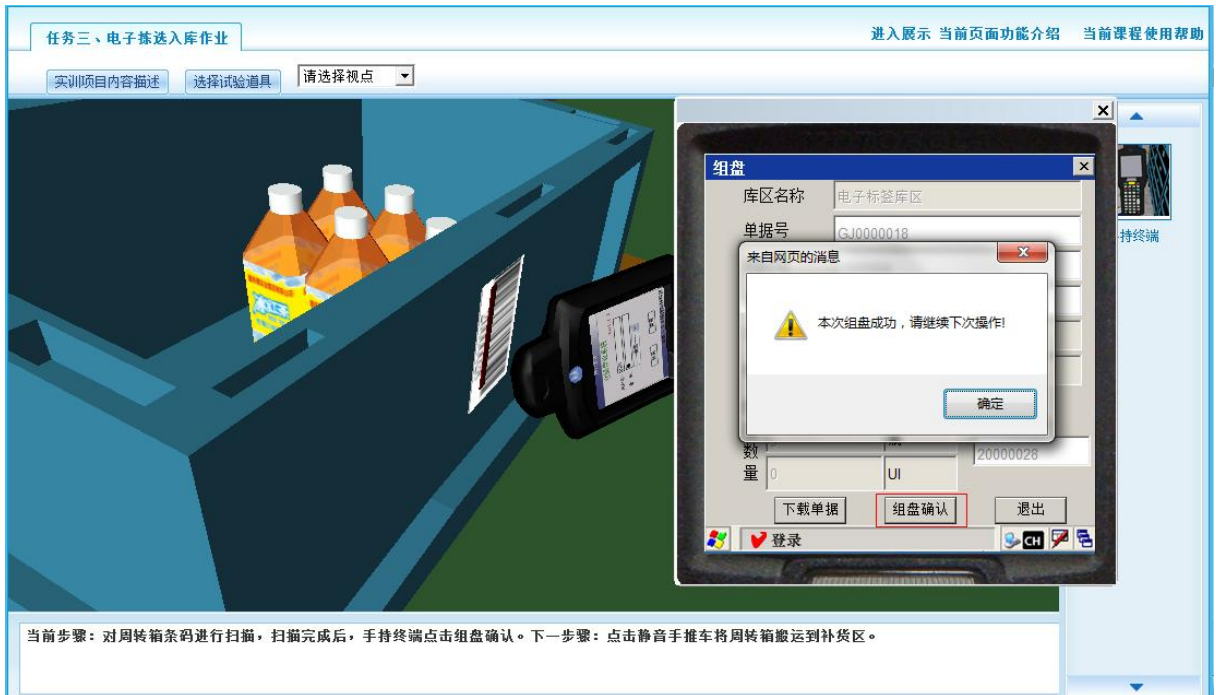 任务三、电子拣选入库作业
进入展示 当前页面功能介绍 当前课程使用帮助
实训项目内容描述 选择试验道具 请选择视点
组盘
库区名称 电子标签库区
单据号 GJ0000018
来自网页的消息
本次组盘成功，请继续下次操作!
确定
持终端
数量 0 UI
20000028
下载单据 组盘确认 退出
登录 CH
当前步骤：对周转箱条码进行扫描，扫描完成后，手持终端点击组盘确认。下一步骤：点击静音手推车将周转箱搬运到补货区。